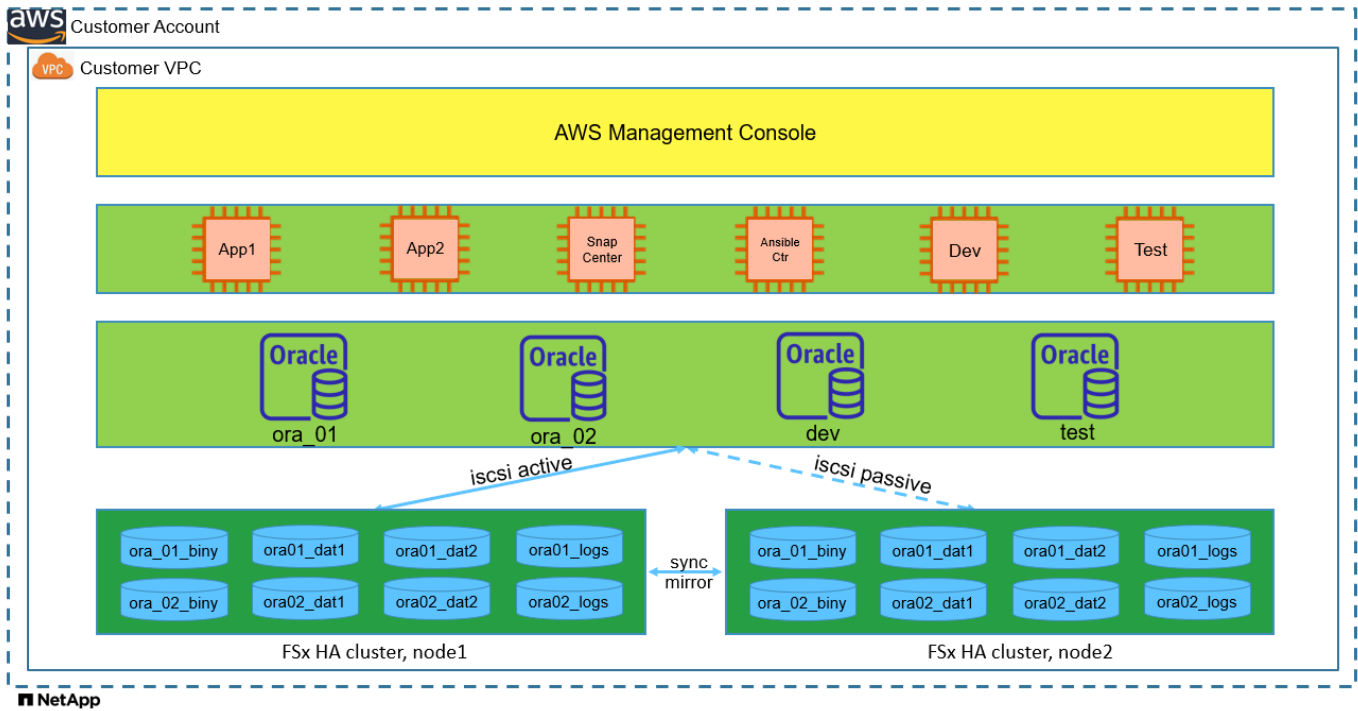 aws Customer Account
VPC Customer VPC
AWS Management Console
App1
App2
Snap
Center
Ansible
Ctr
Dev
Test
Oracle
ora_01
Oracle
ora_02
Oracle
dev
Oracle
test
iscsi active
iscsi passive
ora_01_biny
ora01_dat1
ora01_dat2
ora01_logs
ora_02_biny
ora02_dat1
ora02_dat2
ora02_logs
sync
mirror
ora_01_biny
ora01_dat1
ora01_dat2
ora01_logs
ora_02_biny
ora02_dat1
ora02_dat2
ora02_logs
FSx HA cluster, node1
FSx HA cluster, node2
NetApp